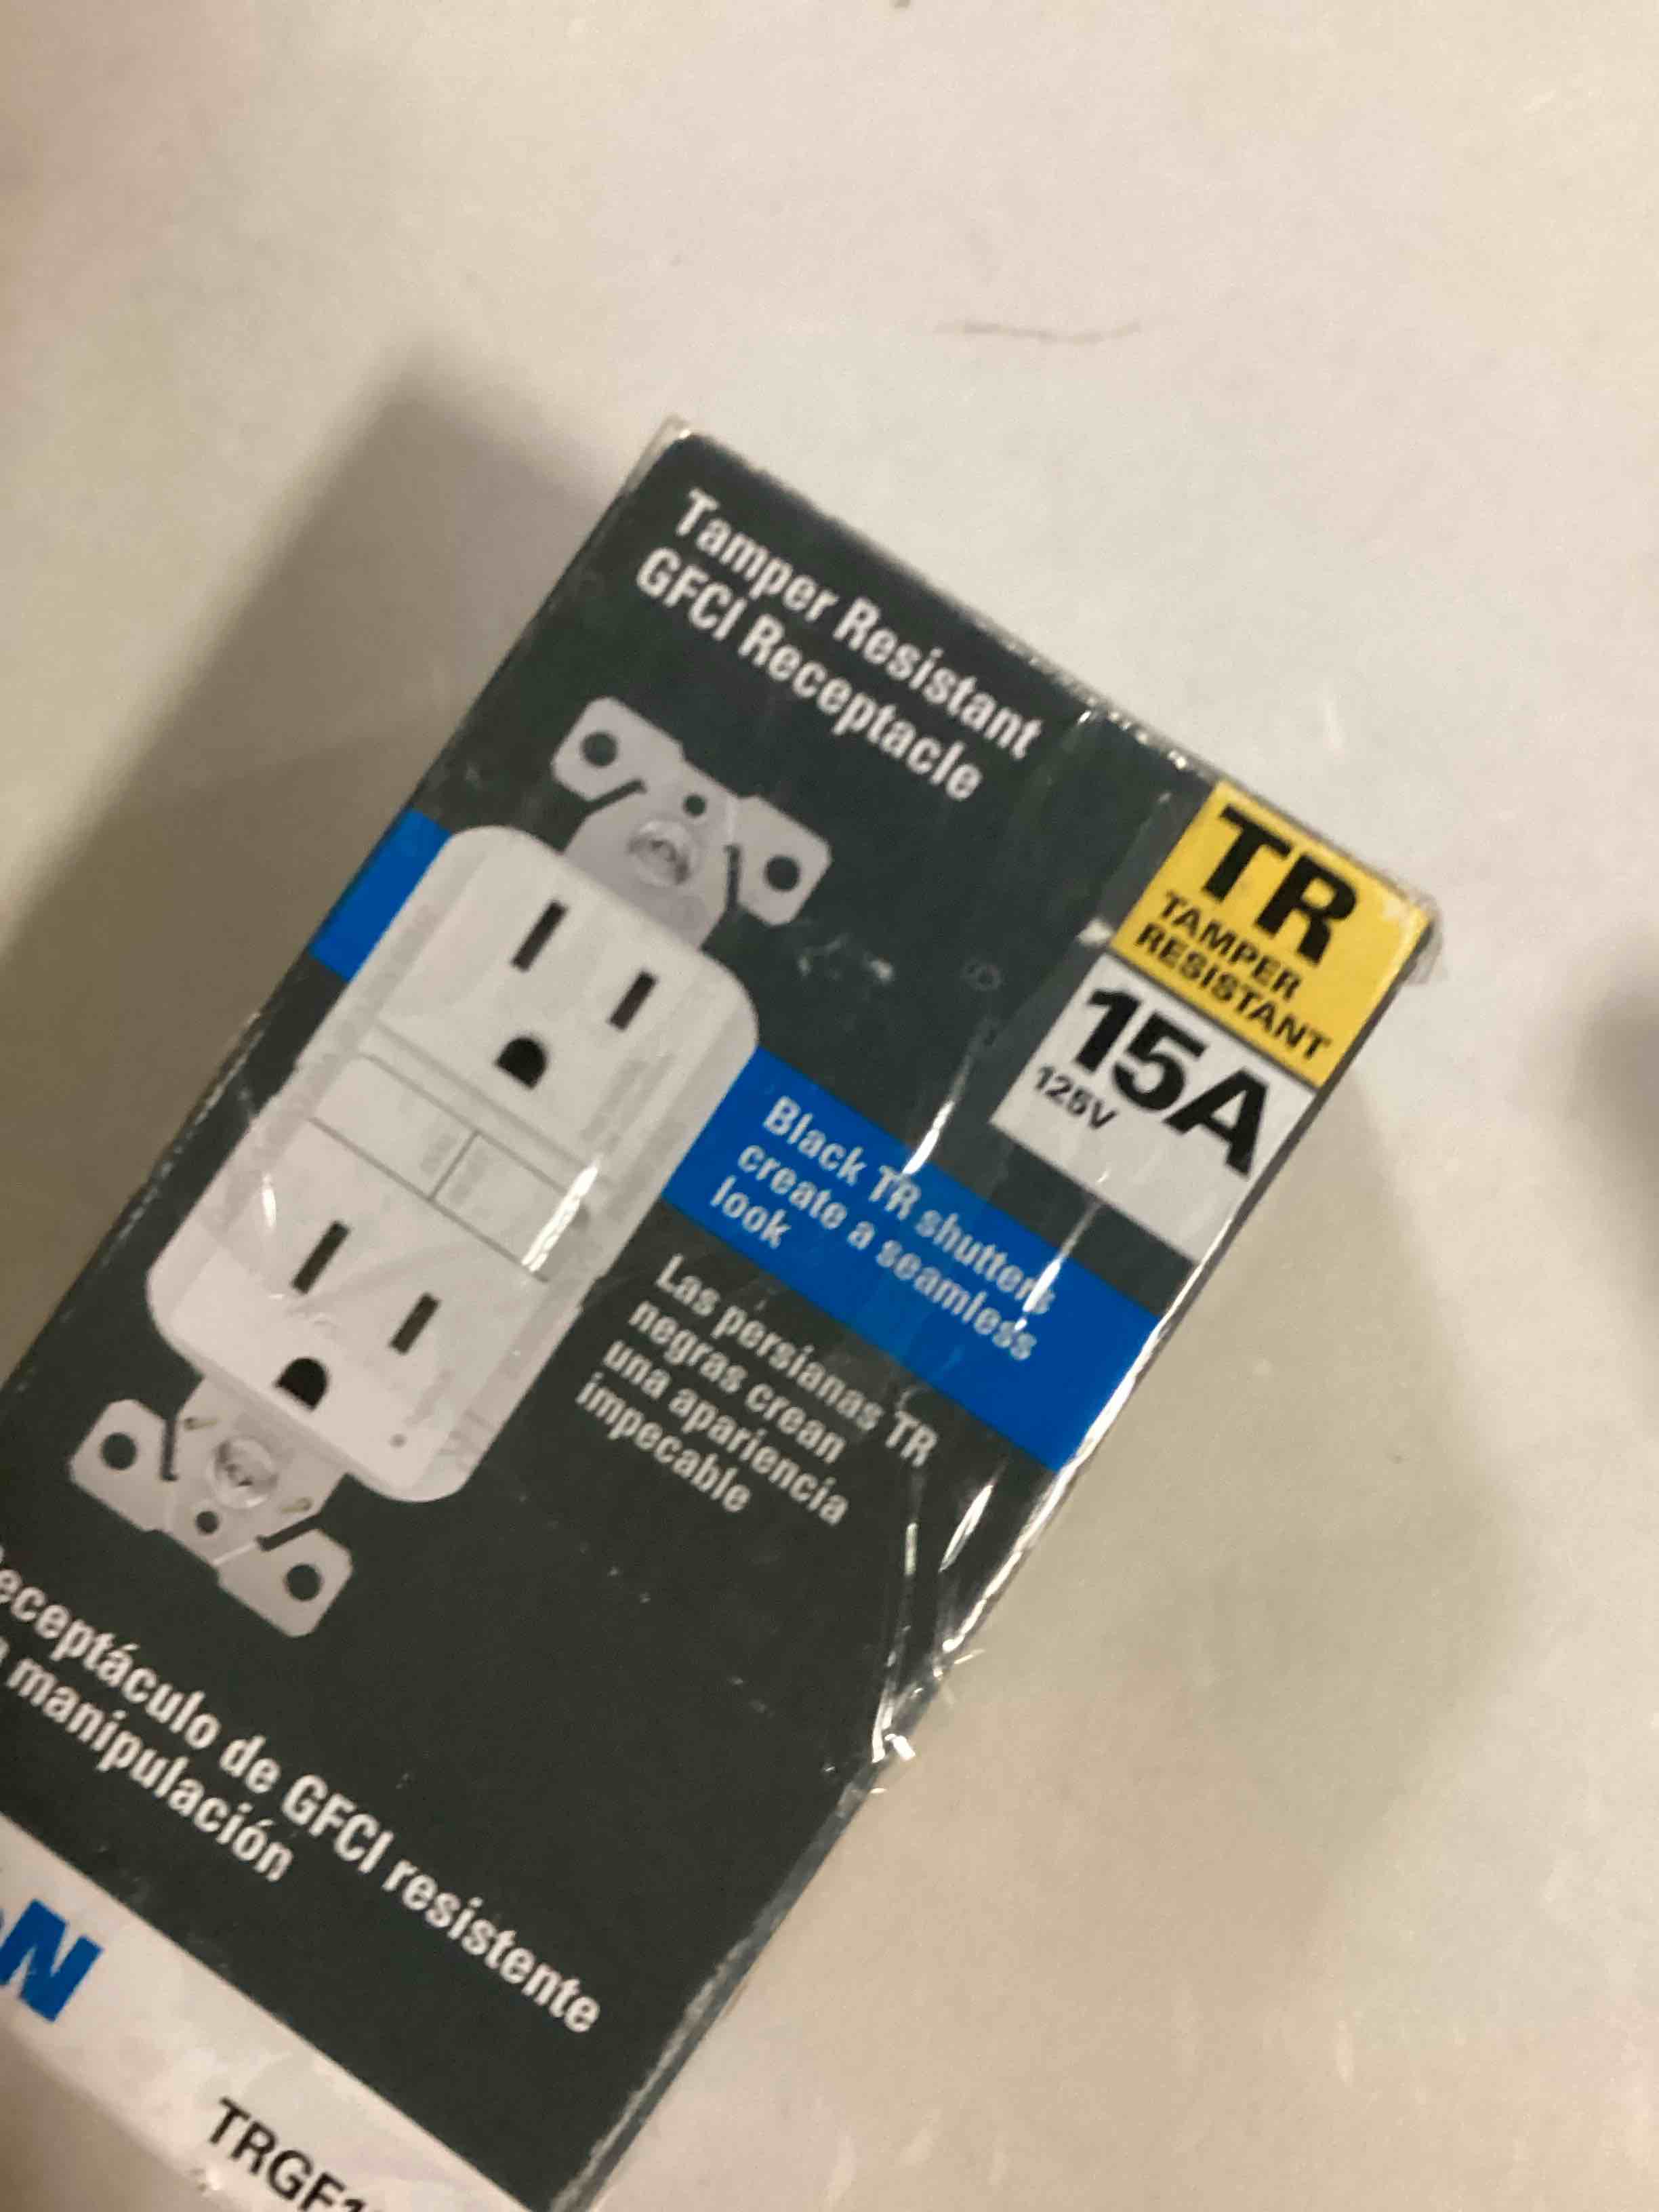 Tamper Resistant
GFCI Receptacle
TR
TAMPER
RESISTANT
15A
125V
Black TR shutters
create a seamless
look
Las persianas TR
negras crean
una apariencia
impecable
eceptáculo de GFCI resistente
manipulación
N
TRGF1